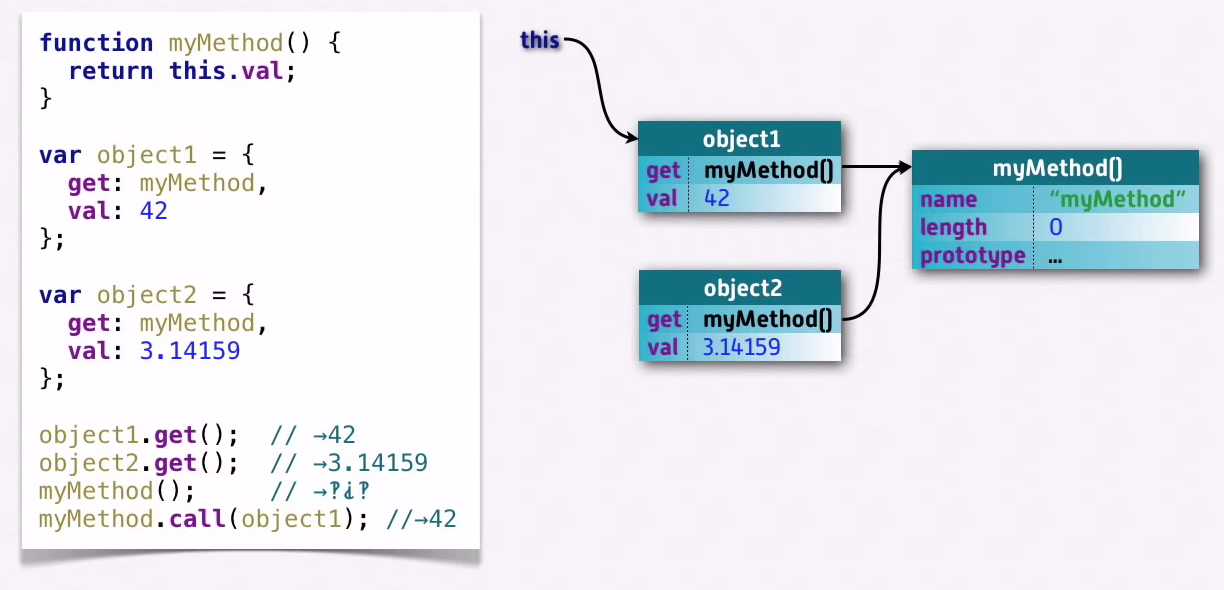 function myMethod() {
  return this.val;
}
var object1 = {
  get: myMethod,
  val: 42
};
var object2 = {
  get: myMethod,
  val: 3.14159
};
object1.get();  // →42
object2.get();  // →3.14159
myMethod();     // →‽⸘‽
myMethod.call(object1); //→42
this
object1
get myMethod()
val 42
object2
get myMethod()
val 3.14159
myMethod()
name “myMethod”
length 0
prototype ...